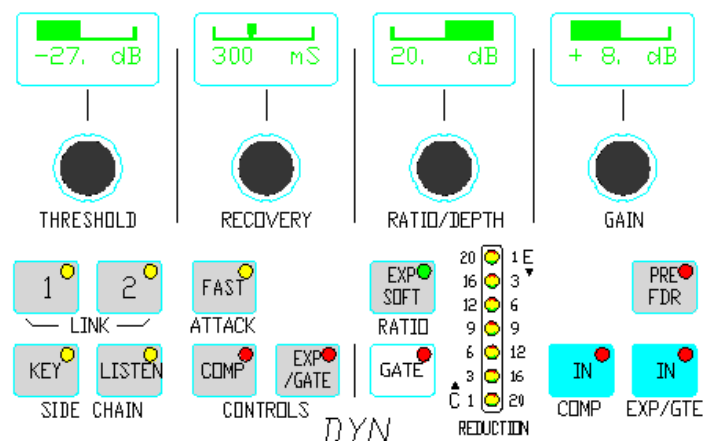 -27. dB
300 mS
20. dB
+ 8. dB
THRESHOLD
RECOVERY
RATIO/DEPTH
GAIN
1
2
LINK
FAST
ATTACK
EXP
SOFT
RATIO
20 1 E
16 3
12 6
9 9
6 12
3 16
C 1 20
REDUCTION
PRE
FDR
KEY
LISTEN
SIDE CHAIN
COMP
EXP
/GATE
CONTROLS
GATE
DYN
IN
COMP
IN
EXP/GTE